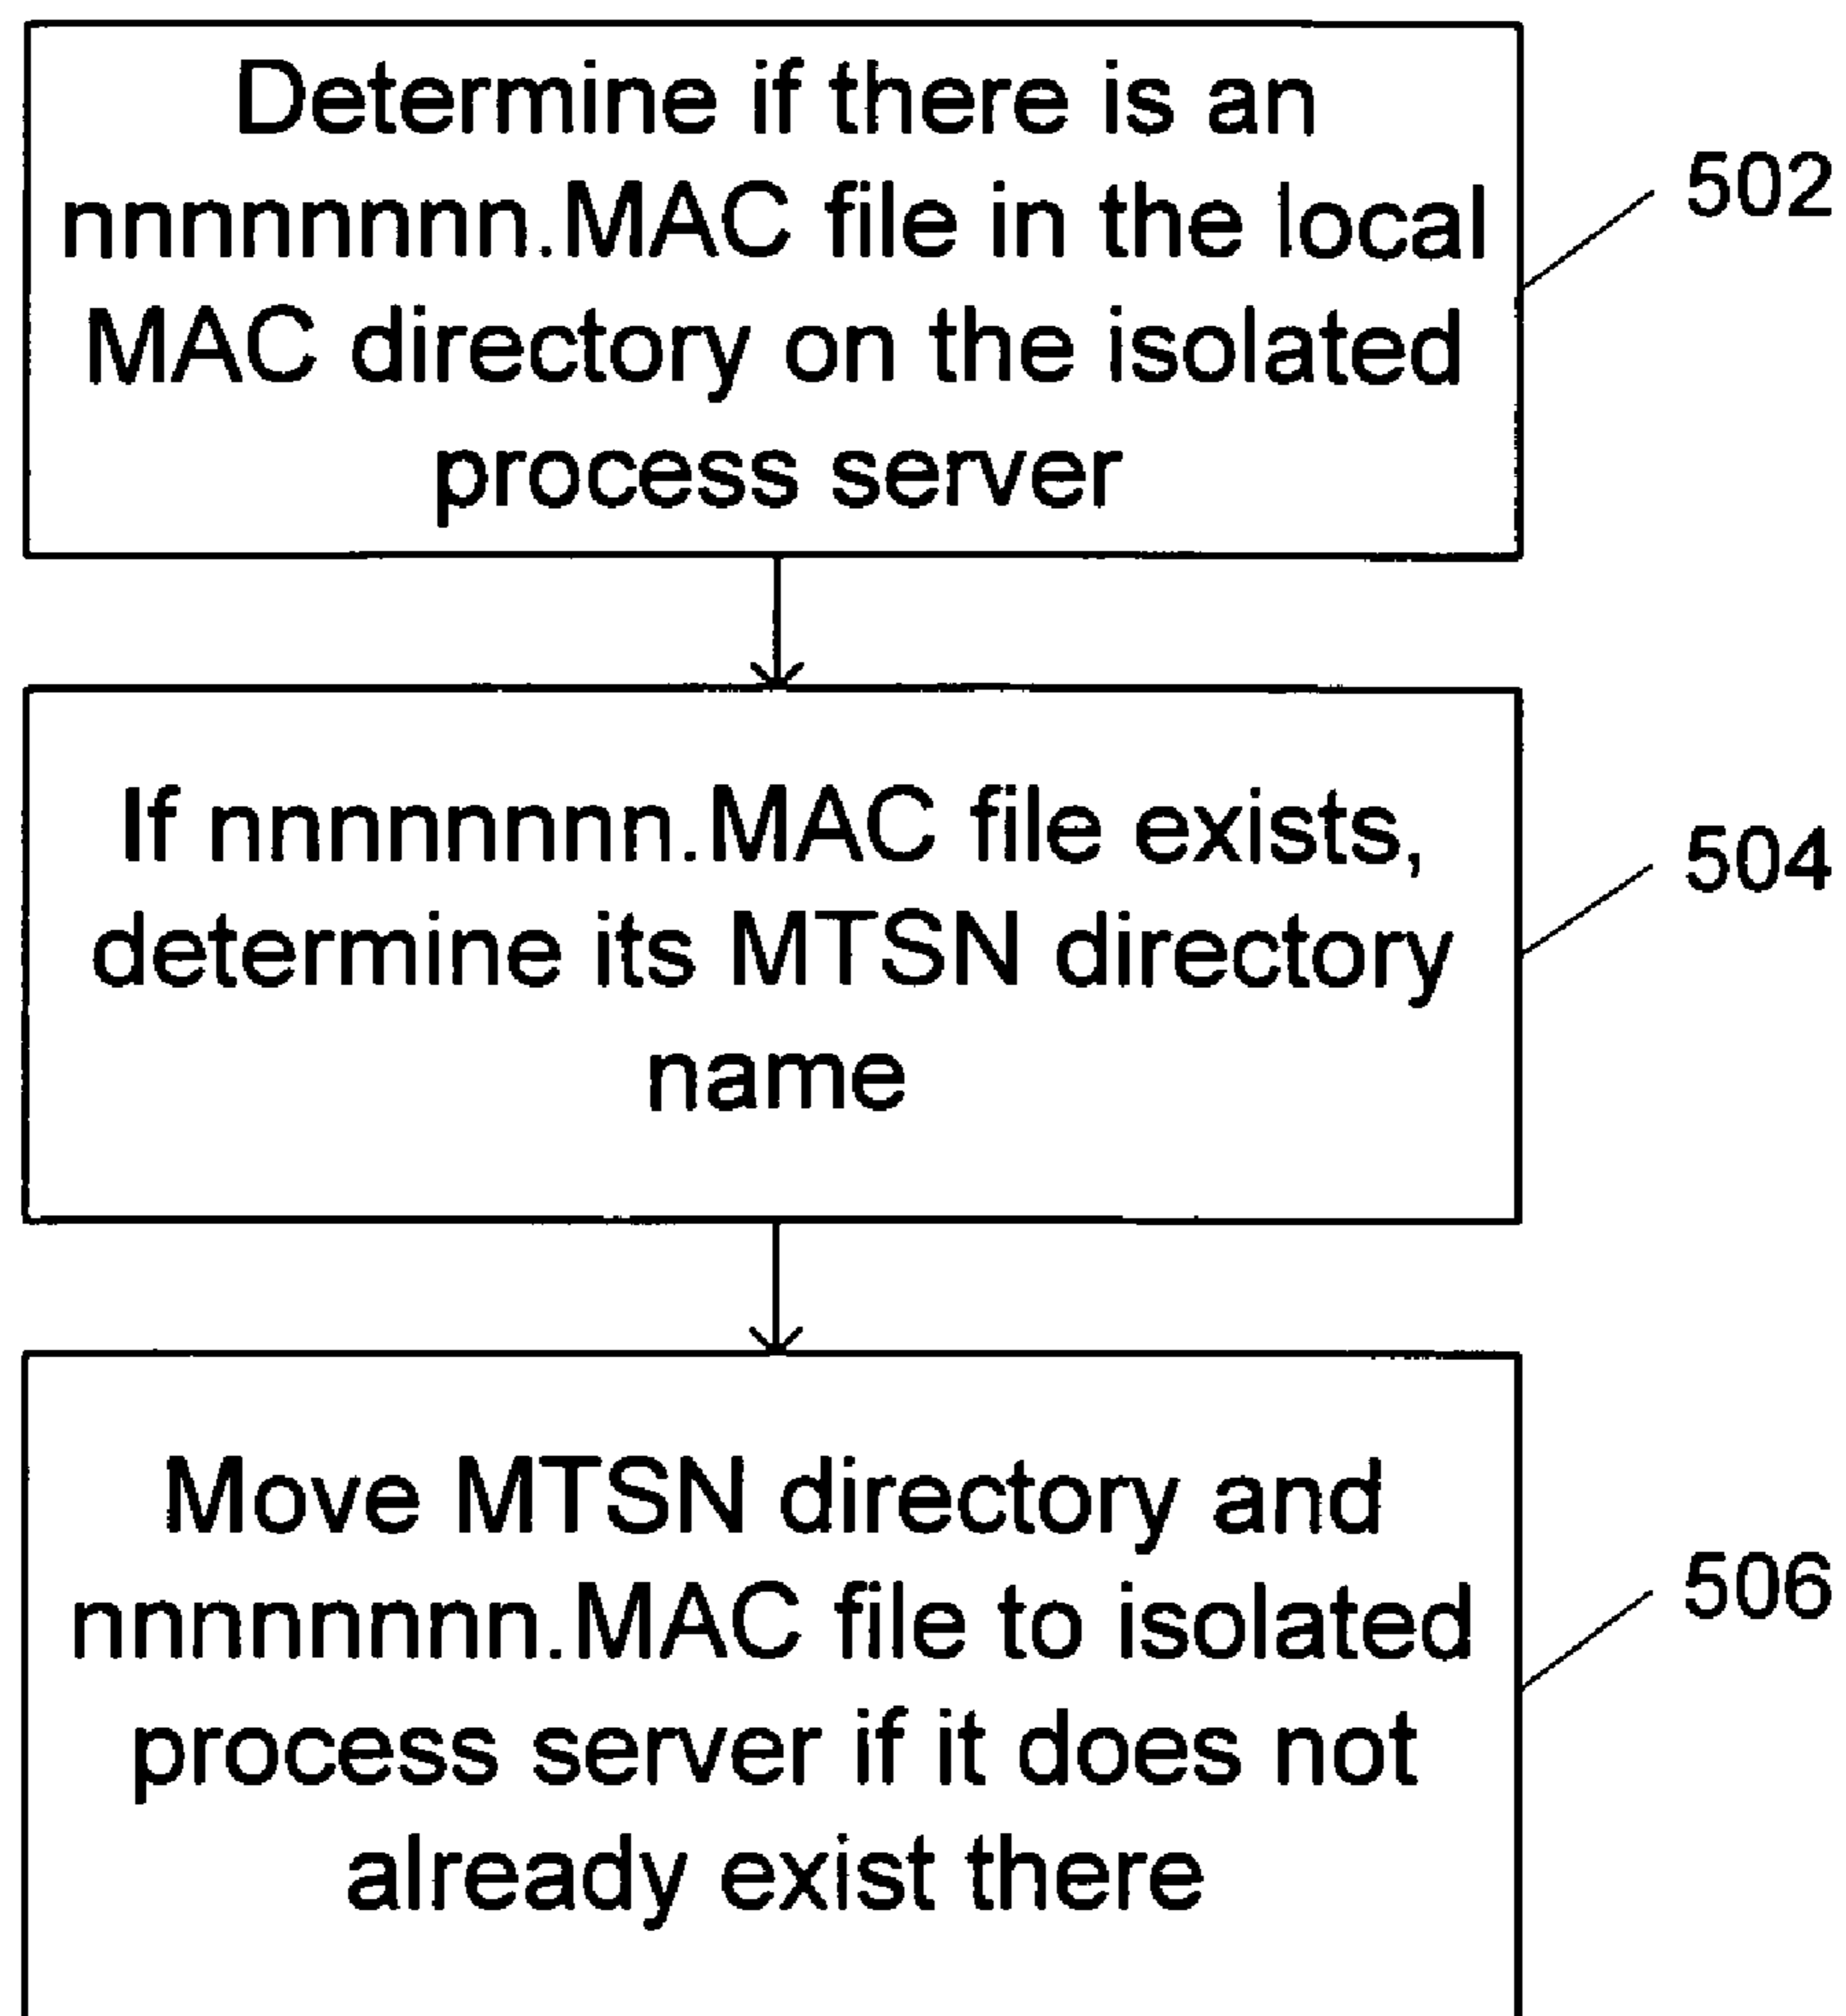 Determine if there is an
nnnnnnnn.MAC file in the local
MAC directory on the isolated
process server
502
If nnnnnnnn.MAC file exists,
determine its MTSN directory
name
504
Move MTSN directory and
nnnnnnnn.MAC file to isolated
process server if it does not
already exist there
506